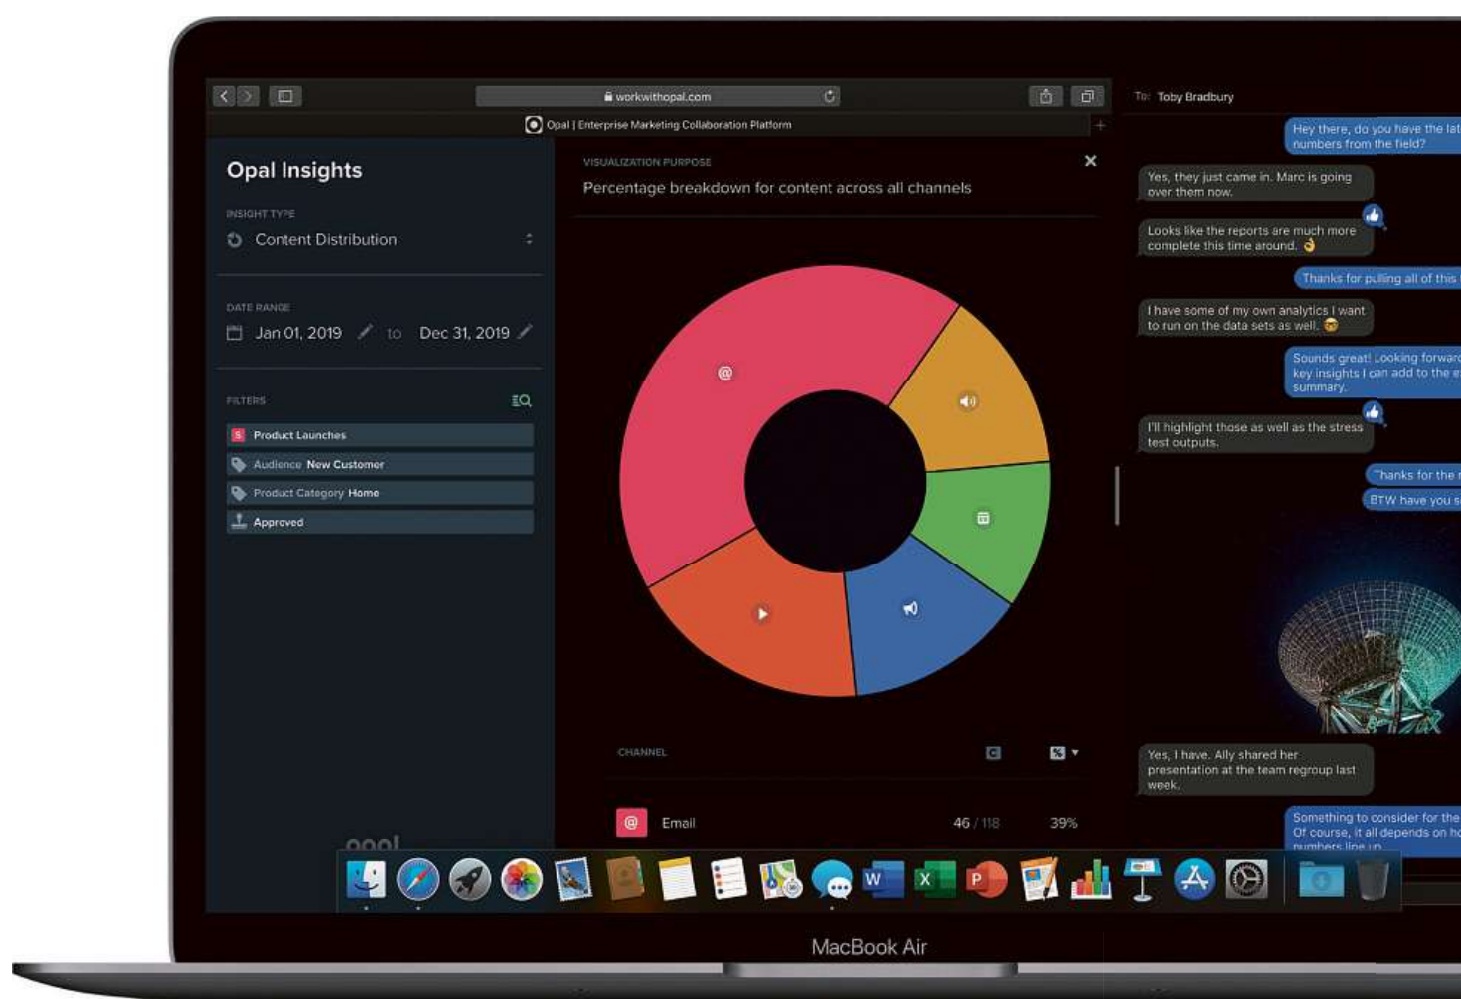 workwithopal.com
Opal | Enterprise Marketing Collaboration Platform
Opal Insights
INSIGHT TYPE
Content Distribution
DATE RANGE
Jan 01, 2019 to Dec 31, 2019
FILTERS
S Product Launches
Audience New Customer
Product Category Home
Approved
opal
VISUALIZATION PURPOSE
Percentage breakdown for content across all channels
@
CHANNEL C %
@ Email 46 / 118 39%
To: Toby Bradbury
Hey there, do you have the
numbers from the field?
Yes, they just came in. Marc is going
over them now.
Looks like the reports are much more
complete this time around. 👌
Thanks for pulling all of this
I have some of my own analytics I want
to run on the data sets as well. 🤓
Sounds great! Looking
key insights I can add to the
summary.
I'll highlight those as well as the stress
test outputs.
Thanks for the
BTW have you
Yes, I have. Ally shared her
presentation at the team regroup last
week.
Something to consider for the
Of course, it all depends on
numbers line up
W X P
MacBook Air